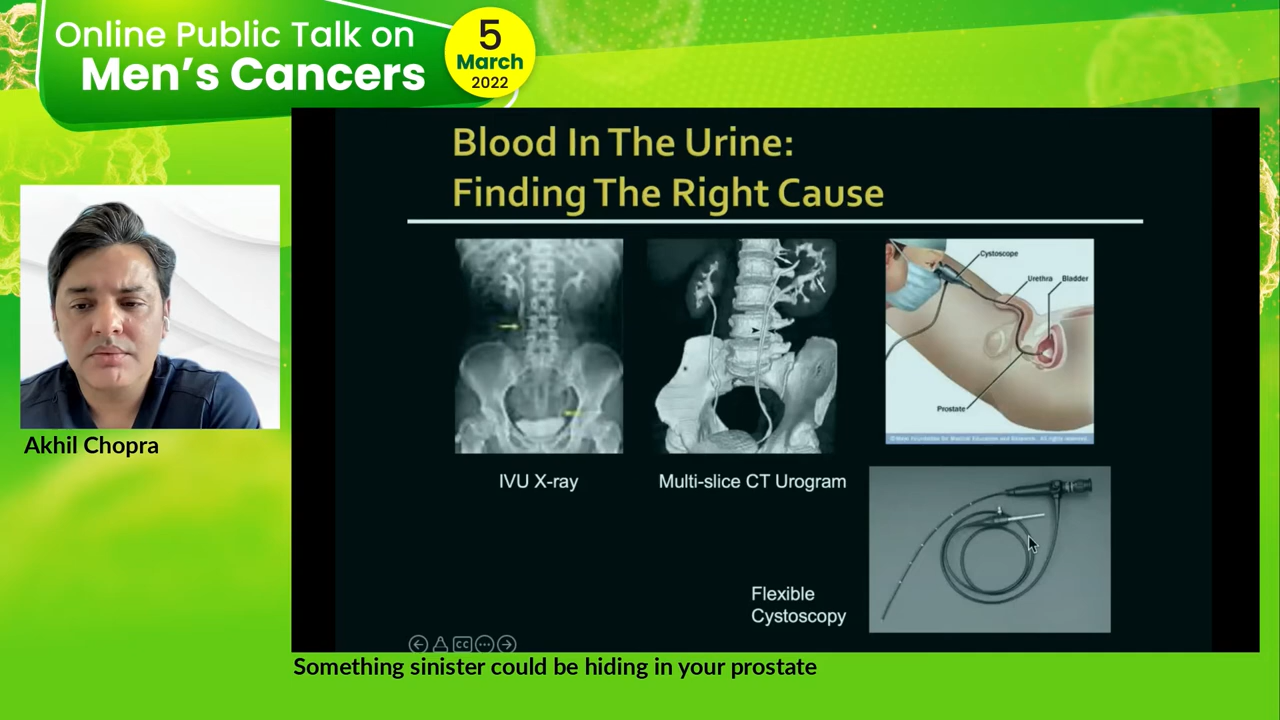 Online Public Talk on
Men's Cancers
5
March
2022
Blood In The Urine:
Finding The Right Cause
Cystoscope
Urethra
Bladder
Prostate
IVU X-ray
Multi-slice CT Urogram
Flexible
Cystoscopy
CC
Akhil Chopra
Something sinister could be hiding in your prostate